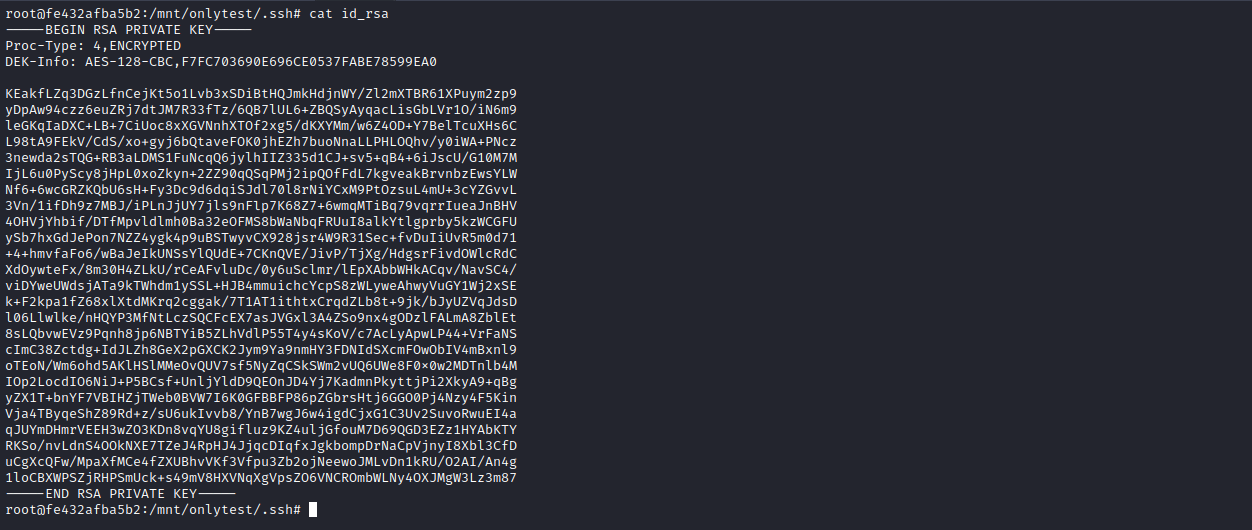 root@fe432afba5b2:/mnt/onlytest/.ssh# cat id_rsa
-----BEGIN RSA PRIVATE KEY-----
Proc-Type: 4,ENCRYPTED
DEK-Info: AES-128-CBC,F7FC703690E696CE0537FABE78599EA0
KEakfLZq3DGzLfnCejKt5o1Lvb3xSDiBtHQJmkHdjnWY/Zl2mXTBR61XPuym2zp9
yDpAw94czz6euZRj7dtJM7R33fTz/6QB7lUL6+ZBQSyAyqacLisGbLVr1O/iN6m9
leGKqIaDXC+LB+7CiUoc8xXGVNnhXTOf2xg5/dKXYMm/w6Z4OD+Y7BelTcuXHs6C
L98tA9FEkV/CdS/xo+gyj6bQtaveFOK0jhEZh7buoNnaLLPHLOQhv/y0iWA+PNcz
3newda2sTQG+RB3aLDMS1FuNcqQ6jylhIIZ335d1CJ+sv5+qB4+6iJscU/G10M7M
IjL6u0PyScy8jHpL0xoZkyn+2ZZ90qQSqPMj2ipQOfFdL7kgveakBrvnbzEwsYLW
Nf6+6wcGRZKQbU6sH+Fy3Dc9d6dqiSJdl70l8rNiYCxM9PtOzsuL4mU+3cYZGvvL
3Vn/1ifDh9z7MBJ/iPLnJjUY7jls9nFlp7K68Z7+6wmqMTiBq79vqrrIueaJnBHV
4OHVjYhbif/DTfMpvldlmh0Ba32eOFMS8bWaNbqFRUuI8alkYtlgprby5kzWCGFU
ySb7hxGdJePon7NZZ4ygk4p9uBSTwyvCX928jsr4W9R31Sec+fvDuIiUvR5m0d71
+4+hmvfaFo6/wBaJeIkUNSsYlQUdE+7CKnQVE/JivP/TjXg/HdgsrFivdOWlcRdC
XdOywteFx/8m30H4ZLkU/rCeAFvluDc/0y6uSclmr/lEpXAbbWHkACqv/NavSC4/
viDYweUWdsjATa9kTWhdm1ySSL+HJB4mmuichcYcpS8zWLyweAhwyVuGY1Wj2xSE
k+F2kpa1fZ68xlXtdMKrq2cggak/7T1AT1ithtxCrqdZLb8t+9jk/bJyUZVqJdsD
l06Llwlke/nHQYP3MfNtLczSQCFcEX7asJVGxl3A4ZSo9nx4gODzlFALmA8ZblEt
8sLQbvwEVz9Pqnh8jp6NBTYiB5ZLhVdlP55T4y4sKoV/c7AcLyApwLP44+VrFaNS
cImC38Zctdg+IdJLZh8GeX2pGXCK2Jym9Ya9nmHY3FDNIdSXcmFOwObIV4mBxnl9
oTEoN/Wm6ohd5AKlHSlMMeOvQUV7sf5NyZqCSkSWm2vUQ6UWe8F0×0w2MDTnlb4M
IOp2LocdIO6NiJ+P5BCsf+UnljYldD9QEOnJD4Yj7KadmnPkyttjPi2XkyA9+qBg
yZX1T+bnYF7VBIHZjTWeb0BVW7I6K0GFBBFP86pZGbrsHtj6GGO0Pj4Nzy4F5Kin
Vja4TByqeShZ89Rd+z/sU6ukIvvb8/YnB7wgJ6w4igdCjxG1C3Uv2SuvoRwuEI4a
qJUYmDHmrVEEH3wZO3KDn8vqYU8gifluz9KZ4uljGfouM7D69QGD3EZz1HYAbKTY
RKSo/nvLdnS4OOkNXE7TZeJ4RpHJ4JjqcDIqfxJgkbompDrNaCpVjnyI8Xbl3CfD
uCgXcQFw/MpaXfMCe4fZXUBhvVKf3Vfpu3Zb2ojNeewoJMLvDn1kRU/O2AI/An4g
1loCBXWPSZjRHPSmUck+s49mV8HXVNqXgVpsZO6VNCROmbWLNy4OXJMgW3Lz3m87
-----END RSA PRIVATE KEY-----
root@fe432afba5b2:/mnt/onlytest/.ssh#